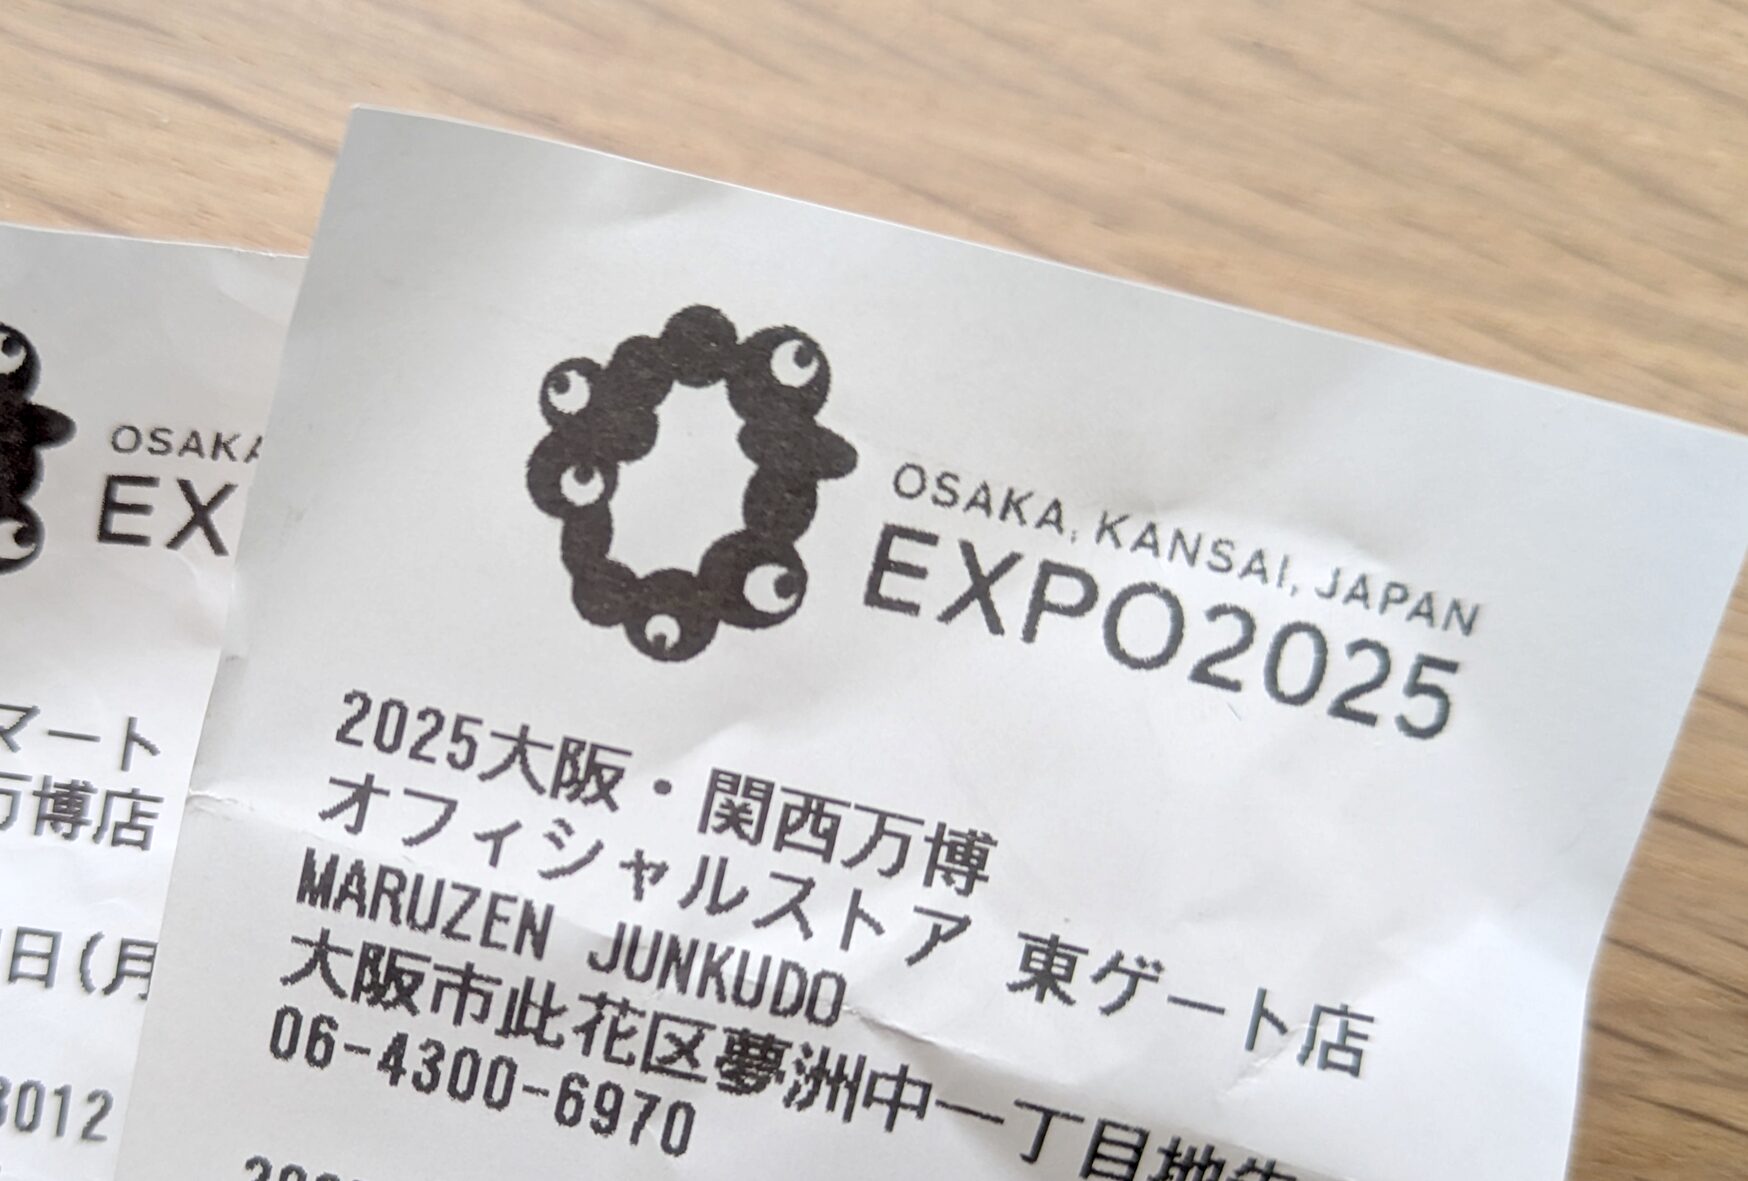 OSAKA, KANSAI, JAPAN
EXPO2025
2025大阪・関西万博
オフィシャルストア 東ゲート店
MARUZEN JUNKUDO
大阪市此花区夢洲中一丁目地先
06-4300-6970
OSAKA
EX
マート
万博店
日(月
3012